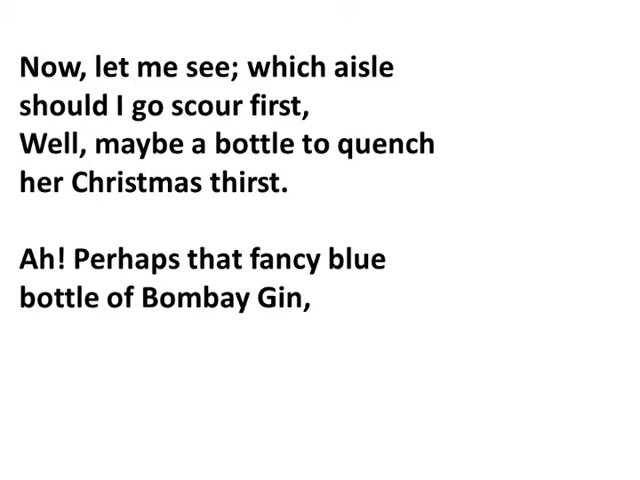 Now, let me see; which aisle
should I go scour first,
Well, maybe a bottle to quench
her Christmas thirst.
Ah! Perhaps that fancy blue
bottle of Bombay Gin,